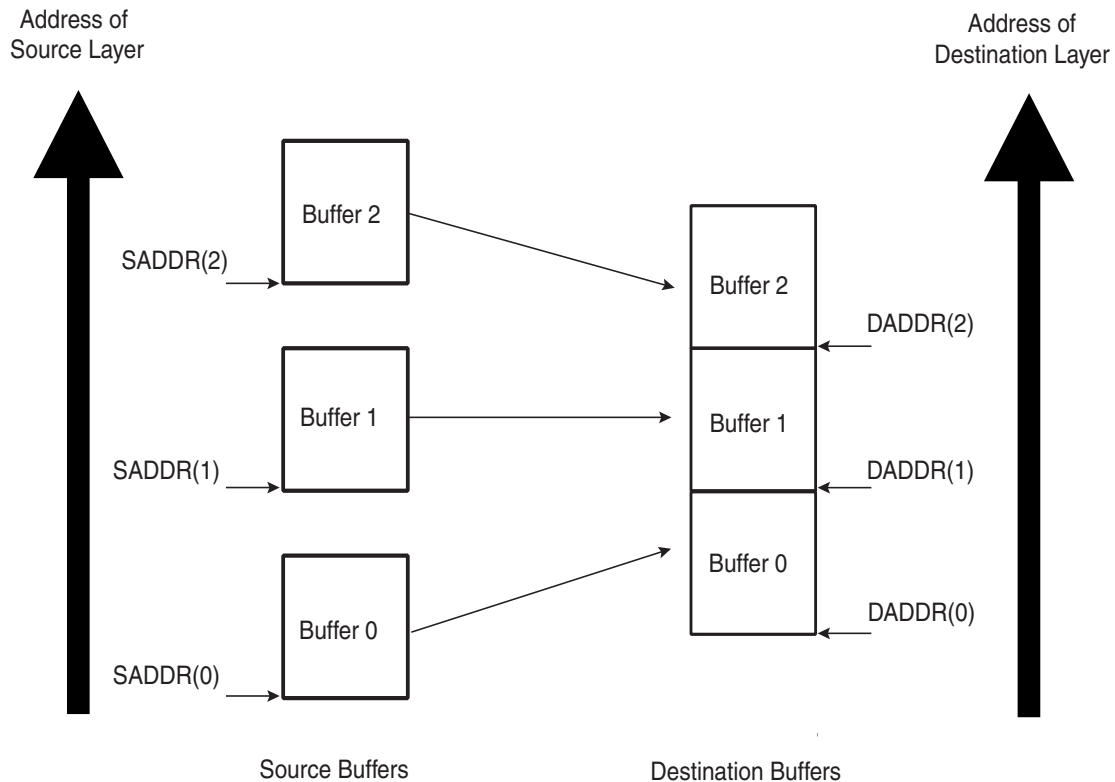 Address of
Source Layer
Address of
Destination Layer
Buffer 2
SADDR(2)
Buffer 2
DADDR(2)
Buffer 1
Buffer 1
SADDR(1)
DADDR(1)
Buffer 0
Buffer 0
DADDR(0)
SADDR(0)
Source Buffers
Destination Buffers